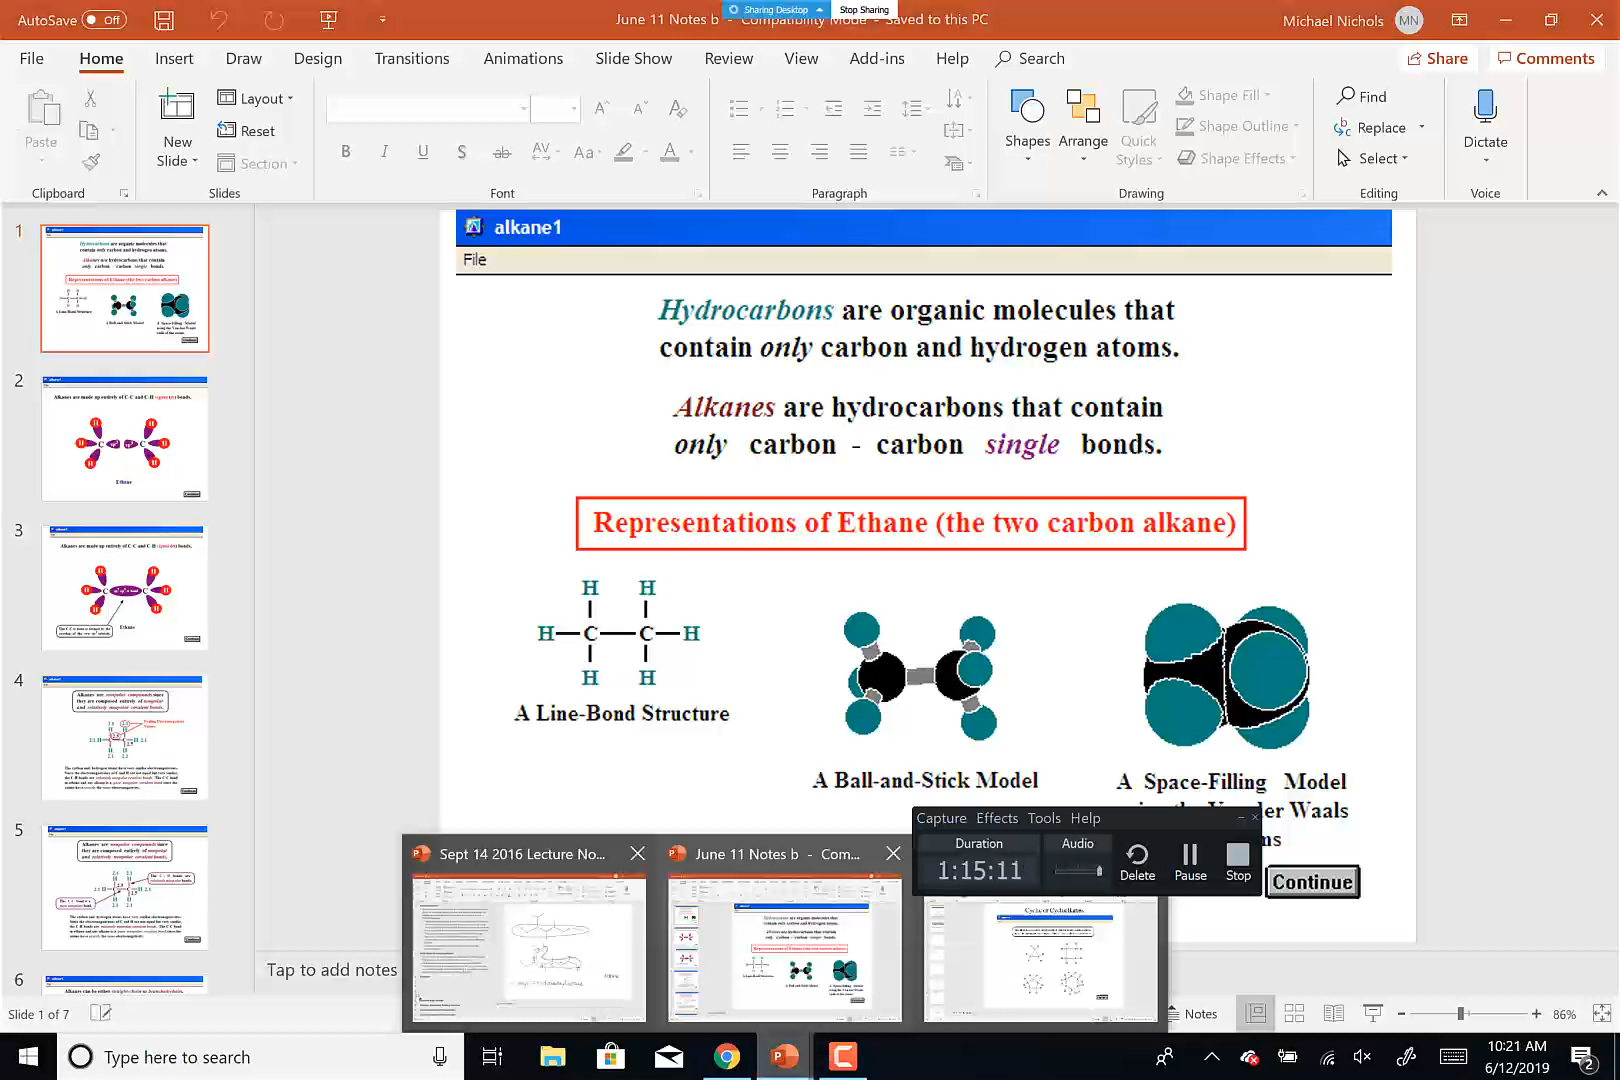 AutoSave Off
June 11 Notes b - Compatibility Mode - Saved to this PC
Sharing Desktop
Stop Sharing
Michael Nichols MN
File Home Insert Draw Design Transitions Animations Slide Show Review View Add-ins Help Search
Share Comments
Paste
New Slide
Layout
Reset
Section
Shapes Arrange Quick Styles
Shape Fill
Shape Outline
Shape Effects
Find
Replace
Select
Dictate
Clipboard Slides Font Paragraph Drawing Editing Voice
1
2
3
4
5
6
alkane1
File
Hydrocarbons are organic molecules that
contain only carbon and hydrogen atoms.
Alkanes are hydrocarbons that contain
only carbon - carbon single bonds.
Representations of Ethane (the two carbon alkane)
H H
H C C H
H H
A Line-Bond Structure
A Ball-and-Stick Model
A Space-Filling Model
Capture Effects Tools Help
Duration
1:15:11
Audio
Delete Pause Stop
Continue
Sept 14 2016 Lecture No...
June 11 Notes b - Com...
Tap to add notes
Slide 1 of 7
Notes
86%
Type here to search
10:21 AM
6/12/2019
2